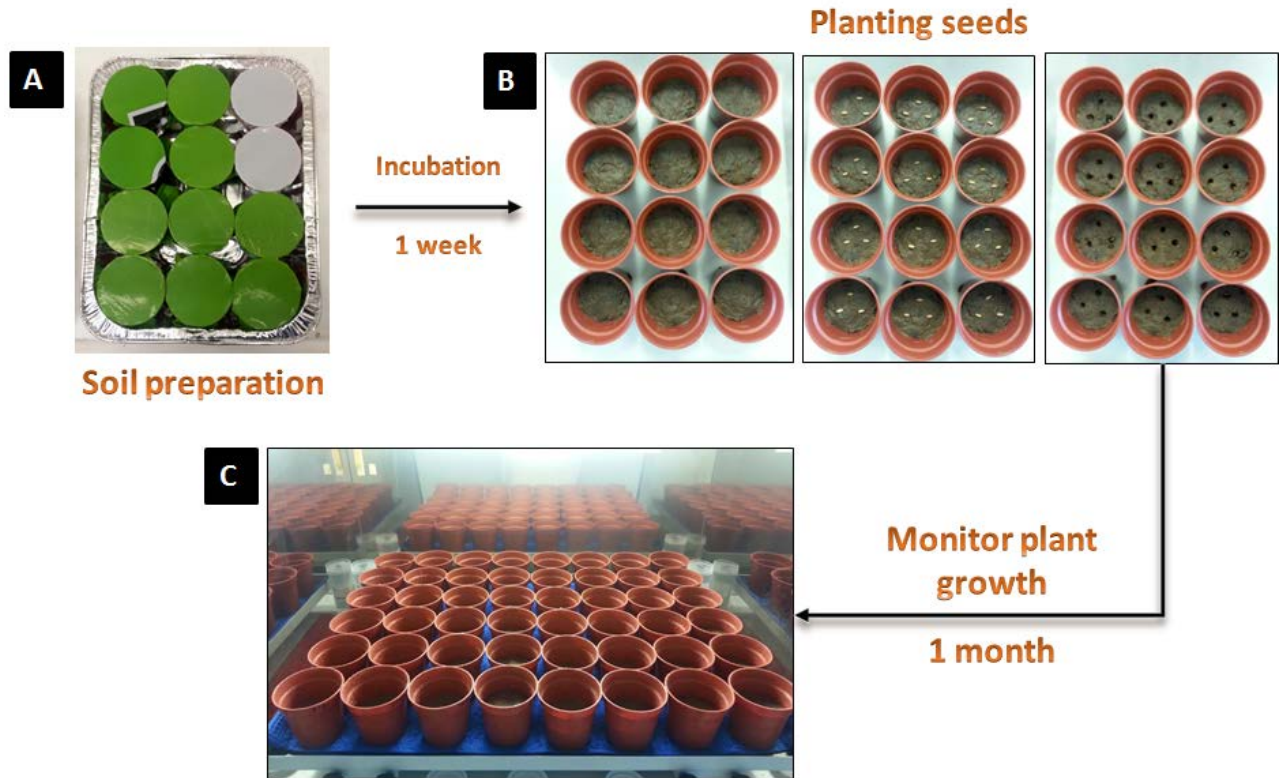 Planting seeds
A
B
Incubation
1 week
Soil preparation
C
Monitor plant
growth
1 month